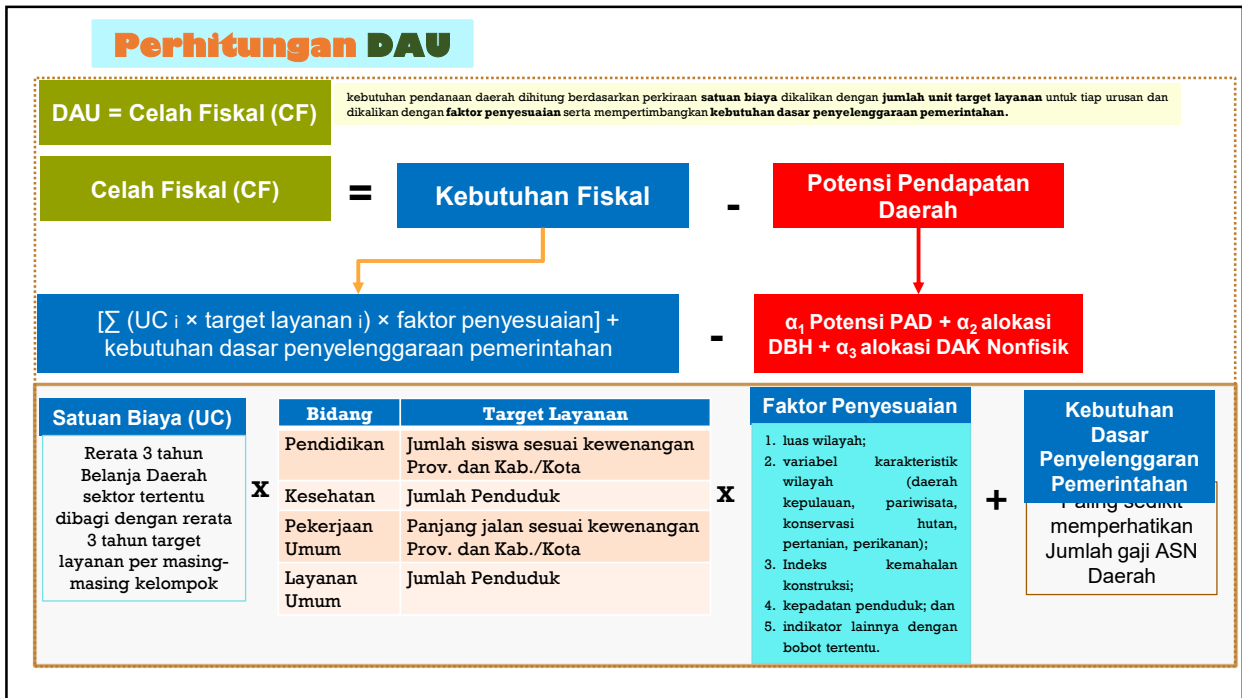 Perhitungan DAU
DAU = Celah Fiskal (CF)
kebutuhan pendanaan daerah dihitung berdasarkan perkiraan satuan biaya dikalikan dengan jumlah unit target layanan untuk tiap urusan dan
dikalikan dengan faktor penyesuaian serta mempertimbangkan kebutuhan dasar penyelenggaraan pemerintahan.
Celah Fiskal (CF)
=
Kebutuhan Fiskal
-
Potensi Pendapatan
Daerah
[∑ (UC i × target layanan i) × faktor penyesuaian] +
kebutuhan dasar penyelenggaraan pemerintahan
-
α₁ Potensi PAD + α₂ alokasi
DBH + α₃ alokasi DAK Nonfisik
Satuan Biaya (UC)
Rerata 3 tahun
Belanja Daerah
sektor tertentu
dibagi dengan rerata
3 tahun target
layanan per masing-
masing kelompok
x
Bidang Target Layanan
Pendidikan Jumlah siswa sesuai kewenangan
Prov. dan Kab./Kota
Kesehatan Jumlah Penduduk
Pekerjaan Panjang jalan sesuai kewenangan
Umum Prov. dan Kab./Kota
Layanan Jumlah Penduduk
Umum
x
Faktor Penyesuaian
1. luas wilayah;
2. variabel karakteristik
wilayah (daerah
kepulauan, pariwisata,
konservasi hutan,
pertanian, perikanan);
3. Indeks kemahalan
konstruksi;
4. kepadatan penduduk; dan
5. indikator lainnya dengan
bobot tertentu.
+
Kebutuhan
Dasar
Penyelenggaran
Pemerintahan
Paling sedikit
memperhatikan
Jumlah gaji ASN
Daerah